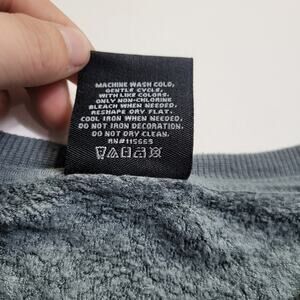 MACHINE WASH COLD,
GENTLE CYCLE,
WITH LIKE COLORS.
ONLY NON-CHLORINE
BLEACH WHEN NEEDED.
RESHAPE DRY FLAT.
COOL IRON WHEN NEEDED.
DO NOT IRON DECORATION.
DO NOT DRY CLEAN.
RN#115669